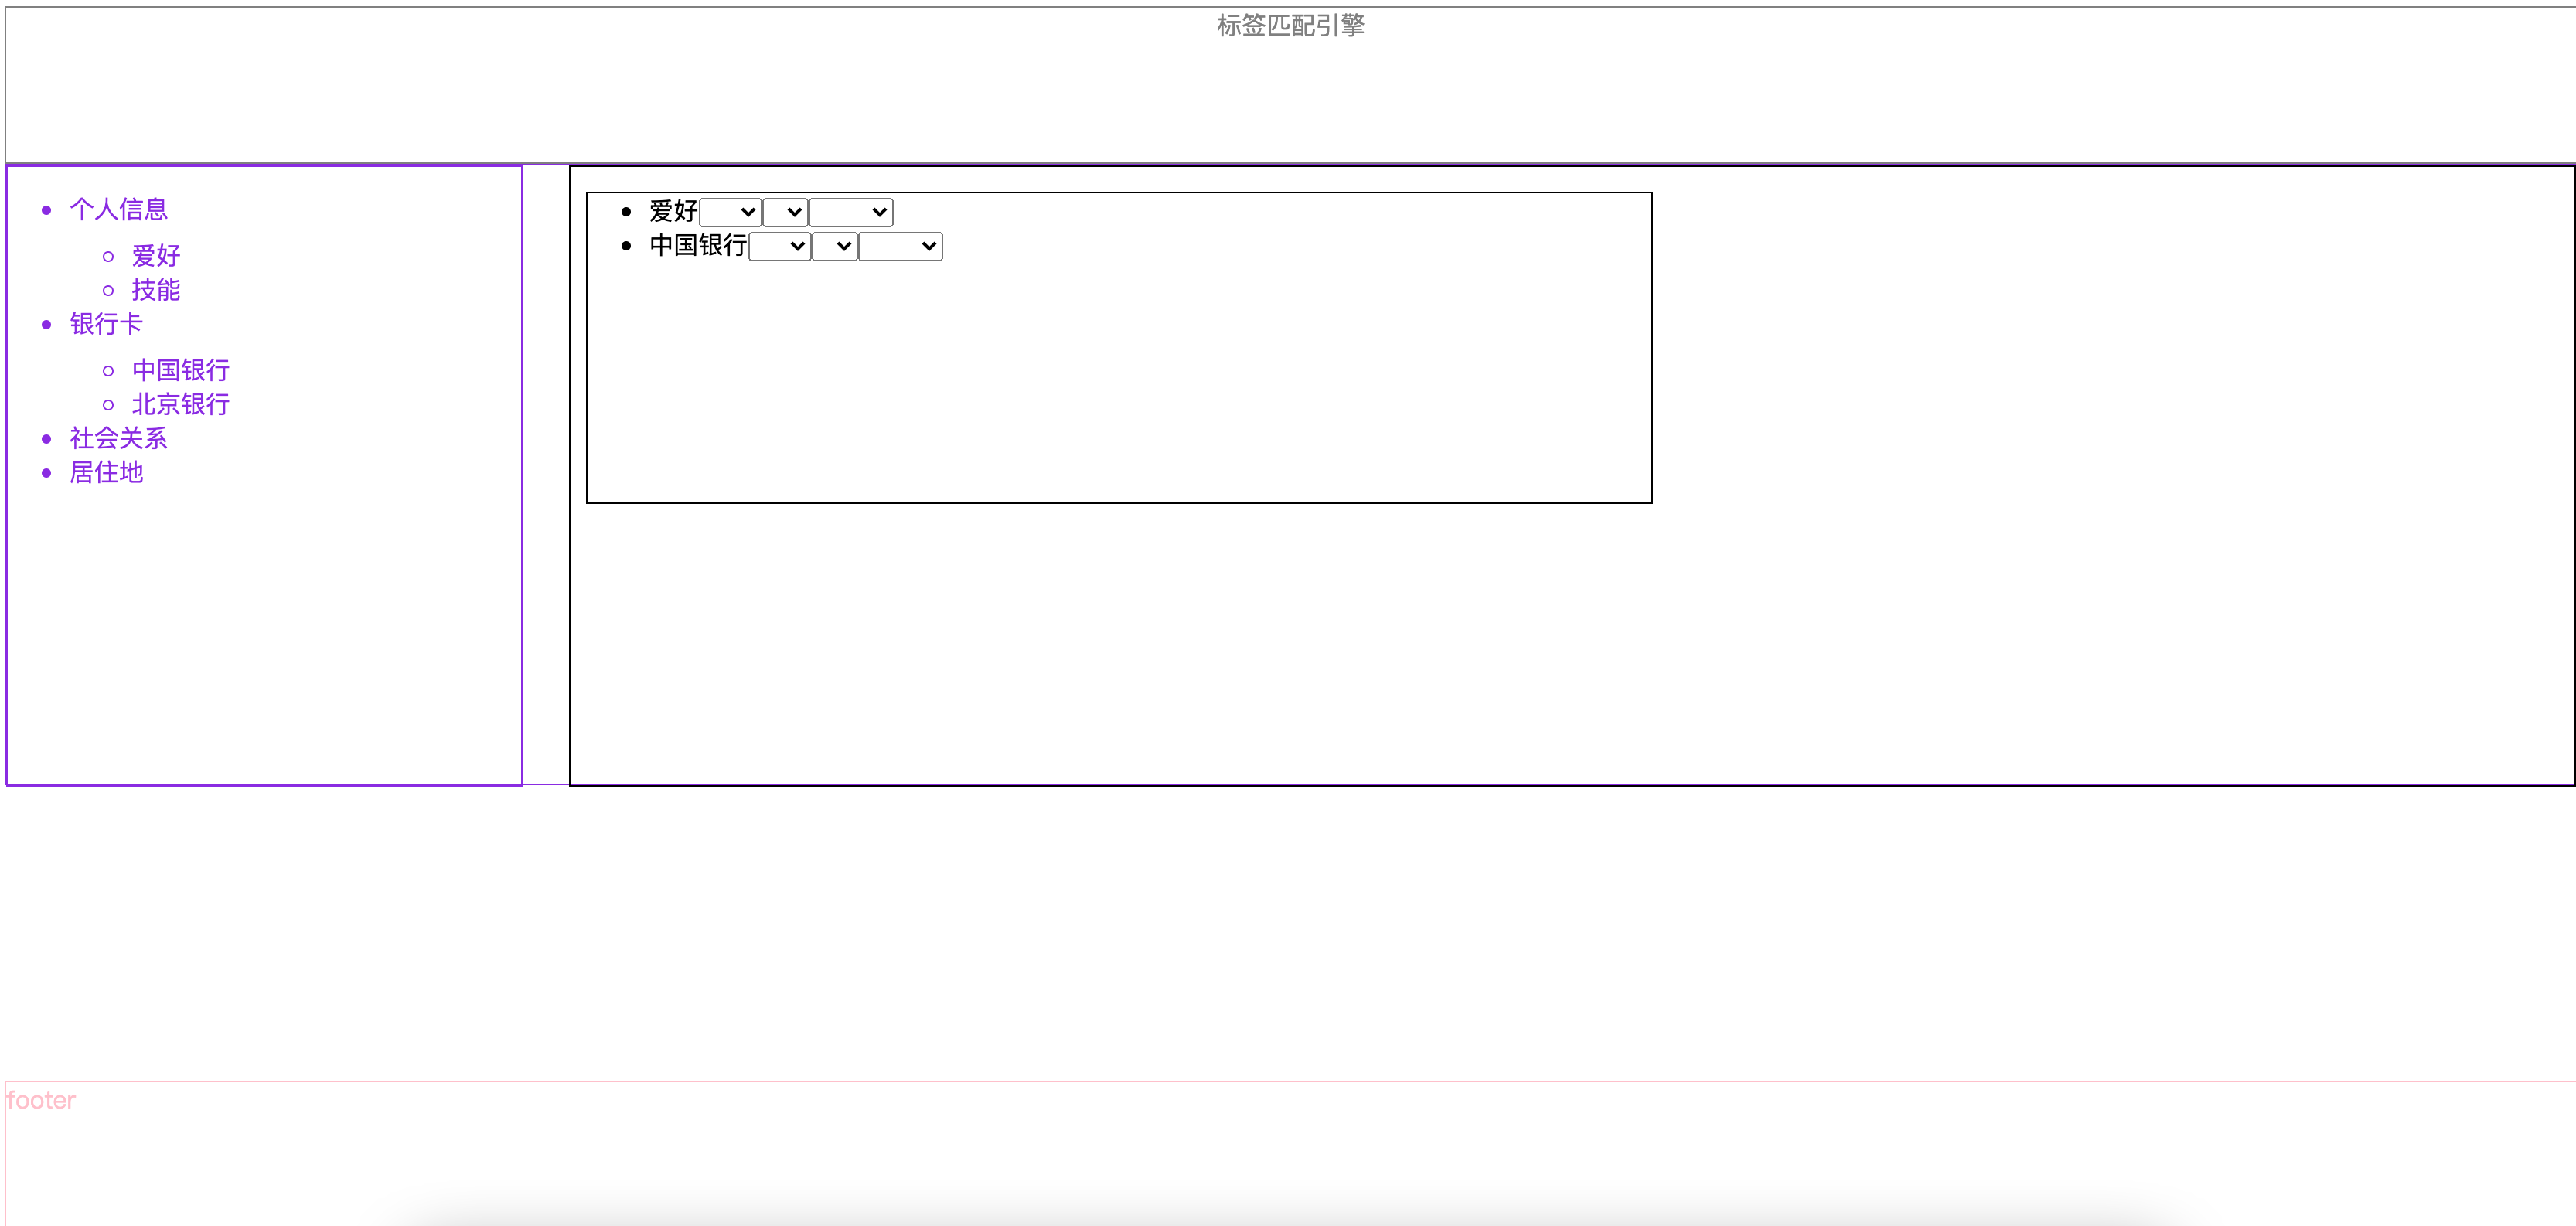 标签匹配引擎
个人信息
爱好
技能
银行卡
中国银行
北京银行
社会关系
居住地
爱好
中国银行
footer